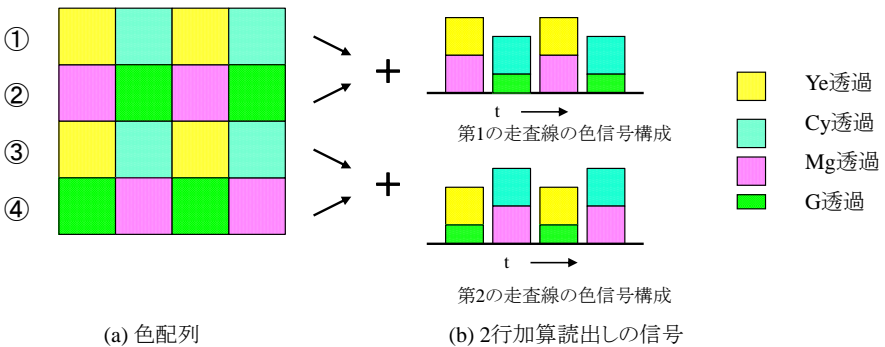 ①
②
③
④
+
t
第1の走査線の色信号構成
+
t
第2の走査線の色信号構成
Ye透過
Cy透過
Mg透過
G透過
(a) 色配列
(b) 2行加算読出しの信号